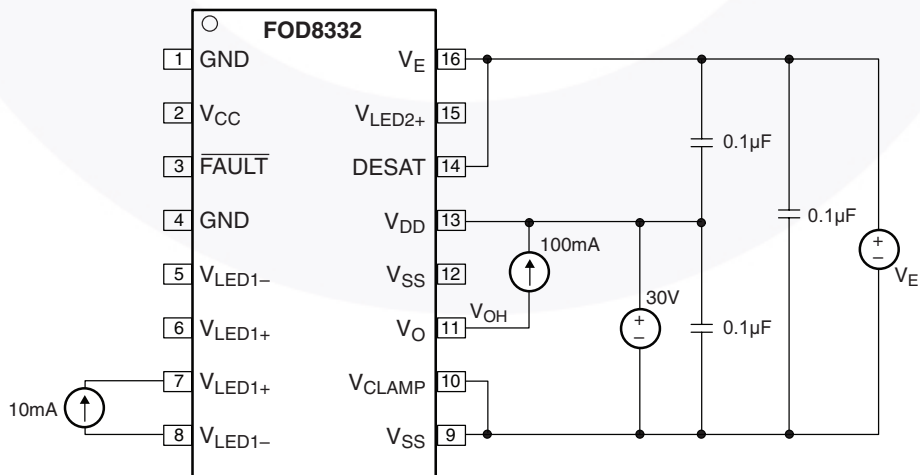 FOD8332
1 GND
2 VCC
3 FAULT
4 GND
5 VLED1–
6 VLED1+
7 VLED1+
8 VLED1–
VE 16
VLED2+ 15
DESAT 14
VDD 13
VSS 12
VO 11
VCLAMP 10
VSS 9
10mA
VOH
100mA
30V
+
–
0.1μF
0.1μF
0.1μF
+
–
VE